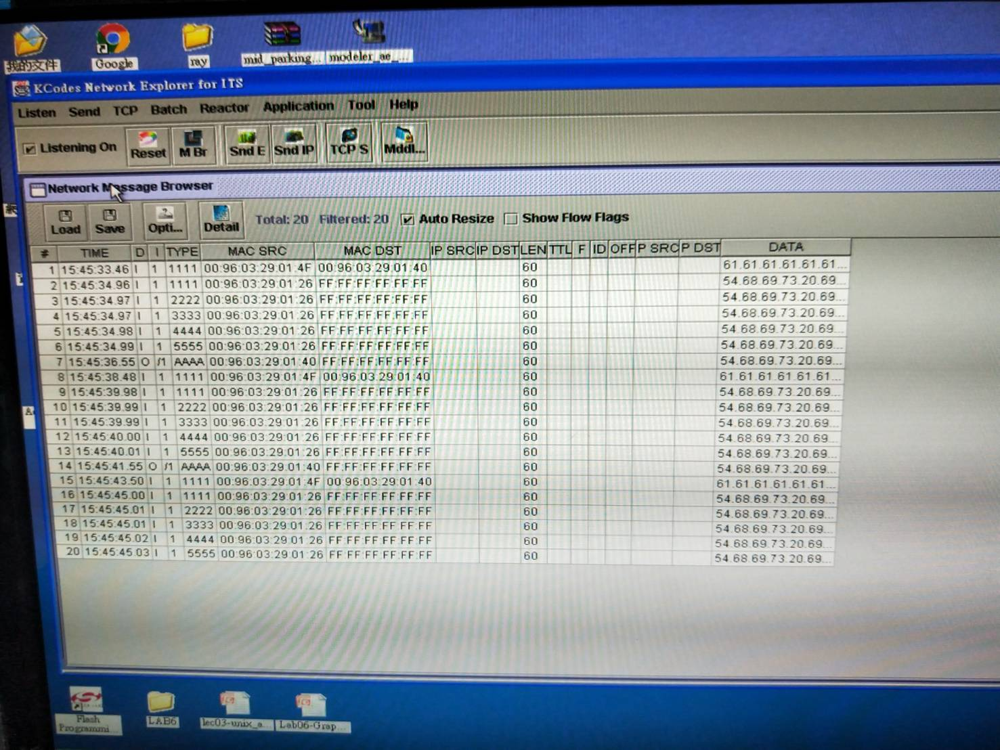 我的文件
Google
ray
mid_parking...
modeler_ac_...
KCodes Network Explorer for ITS
Listen Send TCP Batch Reactor Application Tool Help
Listening On Reset M Br Snd E Snd IP TCP S Mddl...
Network Message Browser
Load Save Opti... Detail Total: 20 Filtered: 20 Auto Resize Show Flow Flags
# TIME D I TYPE MAC SRC MAC DST IP SRC IP DST LEN TTL F ID OFF P SRC P DST DATA
1 15:45:33.46 I 1 1111 00:96:03:29:01:4F 00:96:03:29:01:40 60 61.61.61.61.61.61...
2 15:45:34.96 I 1 1111 00:96:03:29:01:26 FF:FF:FF:FF:FF:FF 60 54.68.69.73.20.69...
3 15:45:34.97 I 1 2222 00:96:03:29:01:26 FF:FF:FF:FF:FF:FF 60 54.68.69.73.20.69...
4 15:45:34.97 I 1 3333 00:96:03:29:01:26 FF:FF:FF:FF:FF:FF 60 54.68.69.73.20.69...
5 15:45:34.98 I 1 4444 00:96:03:29:01:26 FF:FF:FF:FF:FF:FF 60 54.68.69.73.20.69...
6 15:45:34.99 I 1 5555 00:96:03:29:01:26 FF:FF:FF:FF:FF:FF 60 54.68.69.73.20.69...
7 15:45:36.55 O /1 AAAA 00:96:03:29:01:40 FF:FF:FF:FF:FF:FF 60 54.68.69.73.20.69...
8 15:45:38.48 I 1 1111 00:96:03:29:01:4F 00:96:03:29:01:40 60 61.61.61.61.61.61...
9 15:45:39.98 I 1 1111 00:96:03:29:01:26 FF:FF:FF:FF:FF:FF 60 54.68.69.73.20.69...
10 15:45:39.99 I 1 2222 00:96:03:29:01:26 FF:FF:FF:FF:FF:FF 60 54.68.69.73.20.69...
11 15:45:39.99 I 1 3333 00:96:03:29:01:26 FF:FF:FF:FF:FF:FF 60 54.68.69.73.20.69...
12 15:45:40.00 I 1 4444 00:96:03:29:01:26 FF:FF:FF:FF:FF:FF 60 54.68.69.73.20.69...
13 15:45:40.01 I 1 5555 00:96:03:29:01:26 FF:FF:FF:FF:FF:FF 60 54.68.69.73.20.69...
14 15:45:41.55 O /1 AAAA 00:96:03:29:01:40 FF:FF:FF:FF:FF:FF 60 54.68.69.73.20.69...
15 15:45:43.50 I 1 1111 00:96:03:29:01:4F 00:96:03:29:01:40 60 61.61.61.61.61.61...
16 15:45:45.00 I 1 1111 00:96:03:29:01:26 FF:FF:FF:FF:FF:FF 60 54.68.69.73.20.69...
17 15:45:45.01 I 1 2222 00:96:03:29:01:26 FF:FF:FF:FF:FF:FF 60 54.68.69.73.20.69...
18 15:45:45.01 I 1 3333 00:96:03:29:01:26 FF:FF:FF:FF:FF:FF 60 54.68.69.73.20.69...
19 15:45:45.02 I 1 4444 00:96:03:29:01:26 FF:FF:FF:FF:FF:FF 60 54.68.69.73.20.69...
20 15:45:45.03 I 1 5555 00:96:03:29:01:26 FF:FF:FF:FF:FF:FF 60 54.68.69.73.20.69...
Flash
Programmi...
LAB6
lec03-unix_a...
Lab06-Grap...